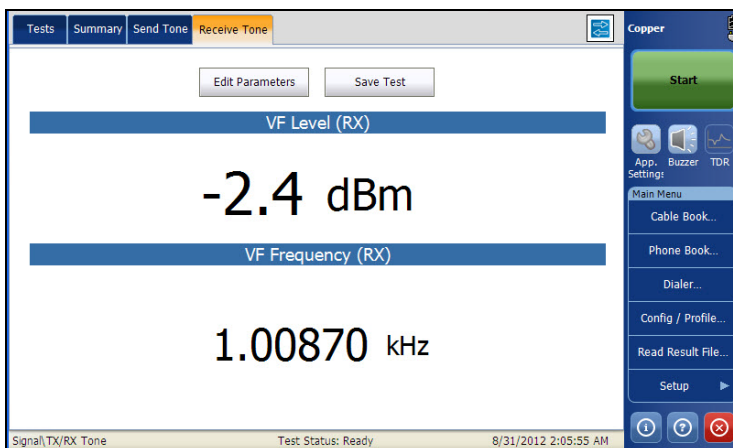 Tests Summary Send Tone Receive Tone
Copper
Edit Parameters Save Test
Start
VF Level (RX)
-2.4 dBm
App. Settings Buzzer TDR
Main Menu
Cable Book...
Phone Book...
VF Frequency (RX)
Dialer...
Config / Profile...
1.00870 kHz
Read Result File...
Setup
Signal\TX/RX Tone Test Status: Ready 8/31/2012 2:05:55 AM